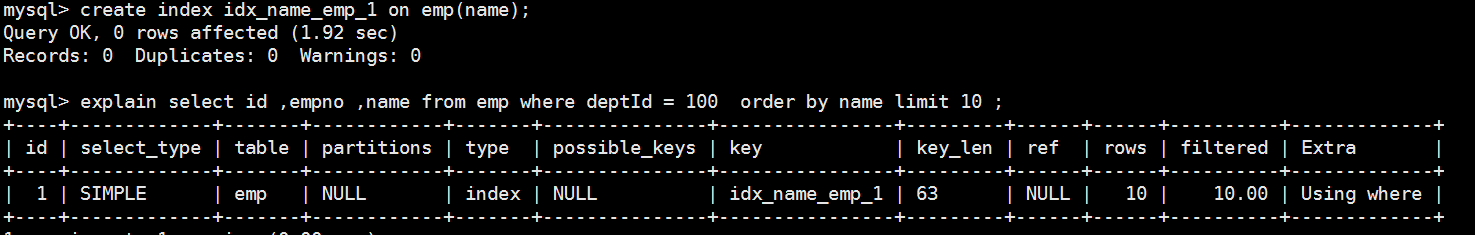 mysql> create index idx_name_emp_1 on emp(name);
Query OK, 0 rows affected (1.92 sec)
Records: 0  Duplicates: 0  Warnings: 0
mysql> explain select id ,empno ,name from emp where deptId = 100  order by name limit 10 ;
+----+-------------+-------+------------+-------+---------------+----------------+---------+------+------+----------+-------------+
| id | select_type | table | partitions | type  | possible_keys | key            | key_len | ref  | rows | filtered | Extra       |
+----+-------------+-------+------------+-------+---------------+----------------+---------+------+------+----------+-------------+
|  1 | SIMPLE      | emp   | NULL       | index | NULL          | idx_name_emp_1 | 63      | NULL |   10 |    10.00 | Using where |
+----+-------------+-------+------------+-------+---------------+----------------+---------+------+------+----------+-------------+